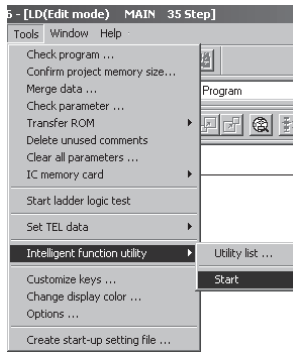 5 - [LD(Edit mode)   MAIN   35 Step]
Tools   Window   Help
Check program ...
Confirm project memory size...
Merge data ...
Program
Check parameter ...
Transfer ROM
Delete unused comments
Clear all parameters ...
IC memory card
Start ladder logic test
Set TEL data
Intelligent function utility
Utility list ...
Start
Customize keys ...
Change display color ...
Options ...
Create start-up setting file ...